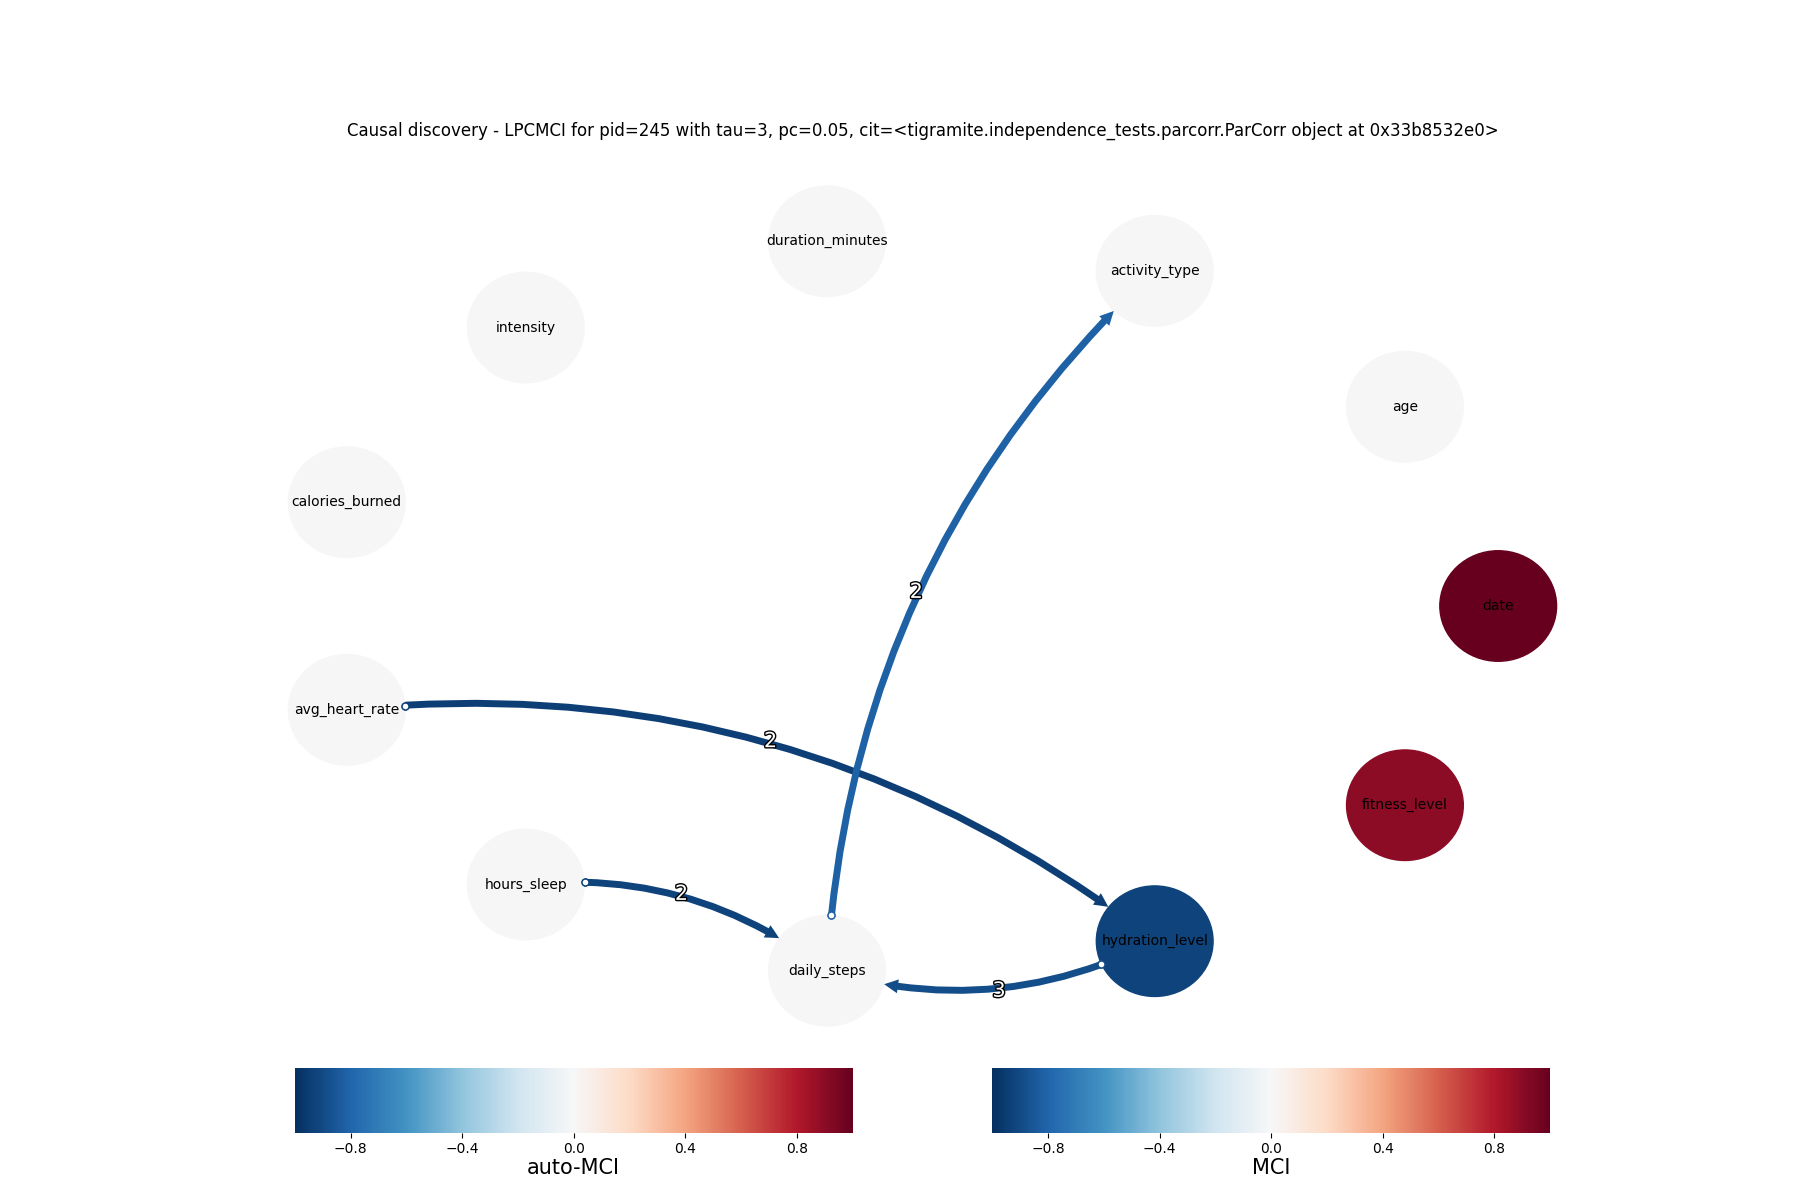 Causal discovery - LPCMCI for pid=245 with tau=3, pc=0.05, cit=<tigramite.independence_tests.parcorr.ParCorr object at 0x33b8532e0>
duration_minutes
activity_type
intensity
age
calories_burned
2
date
avg_heart_rate
2
fitness_level
hours_sleep
2
hydration_level
daily_steps
3
−0.8 −0.4 0.0 0.4 0.8
auto-MCI
−0.8 −0.4 0.0 0.4 0.8
MCI